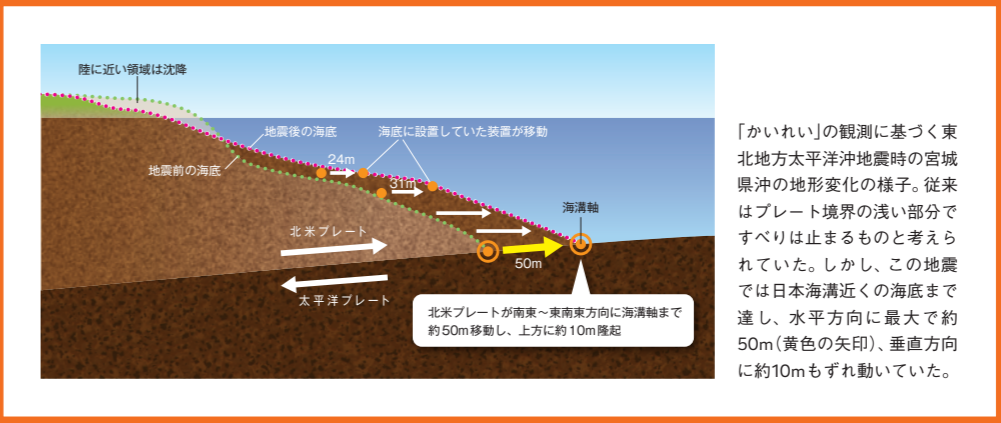 陸に近い領域は沈降
地震後の海底
海底に設置していた装置が移動
地震前の海底
24m
31m
海溝軸
北米プレート
50m
太平洋プレート
北米プレートが南東～東南東方向に海溝軸まで
約50m移動し、上方に約10m隆起
「かいれい」の観測に基づく東
北地方太平洋沖地震時の宮城
県沖の地形変化の様子。従来
はプレート境界の浅い部分で
すべりは止まるものと考えら
れていた。しかし、この地震
では日本海溝近くの海底まで
達し、水平方向に最大で約
50m（黄色の矢印）、垂直方向
に約10mもずれ動いていた。